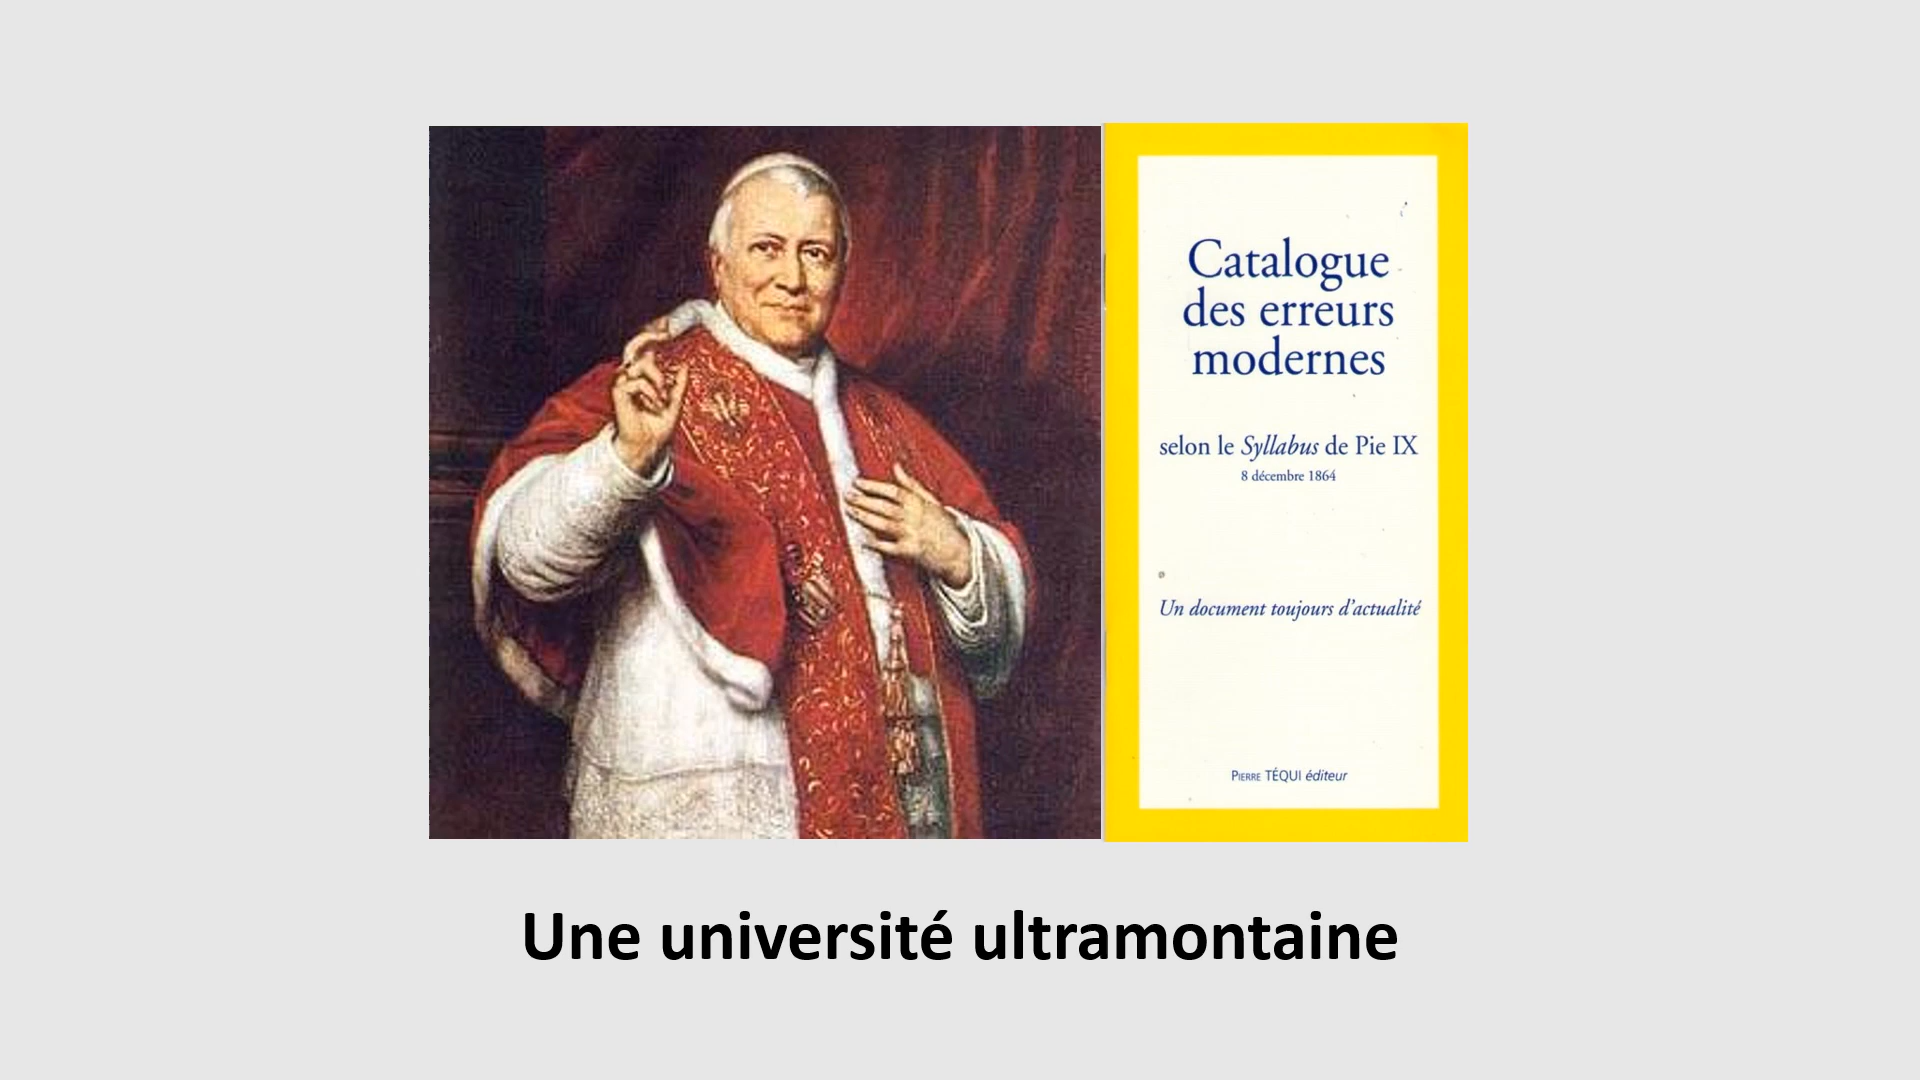 Catalogue
des erreurs
modernes
selon le Syllabus de Pie IX
8 décembre 1864
Un document toujours d'actualité
Pierre TÉQUI éditeur
Une université ultramontaine